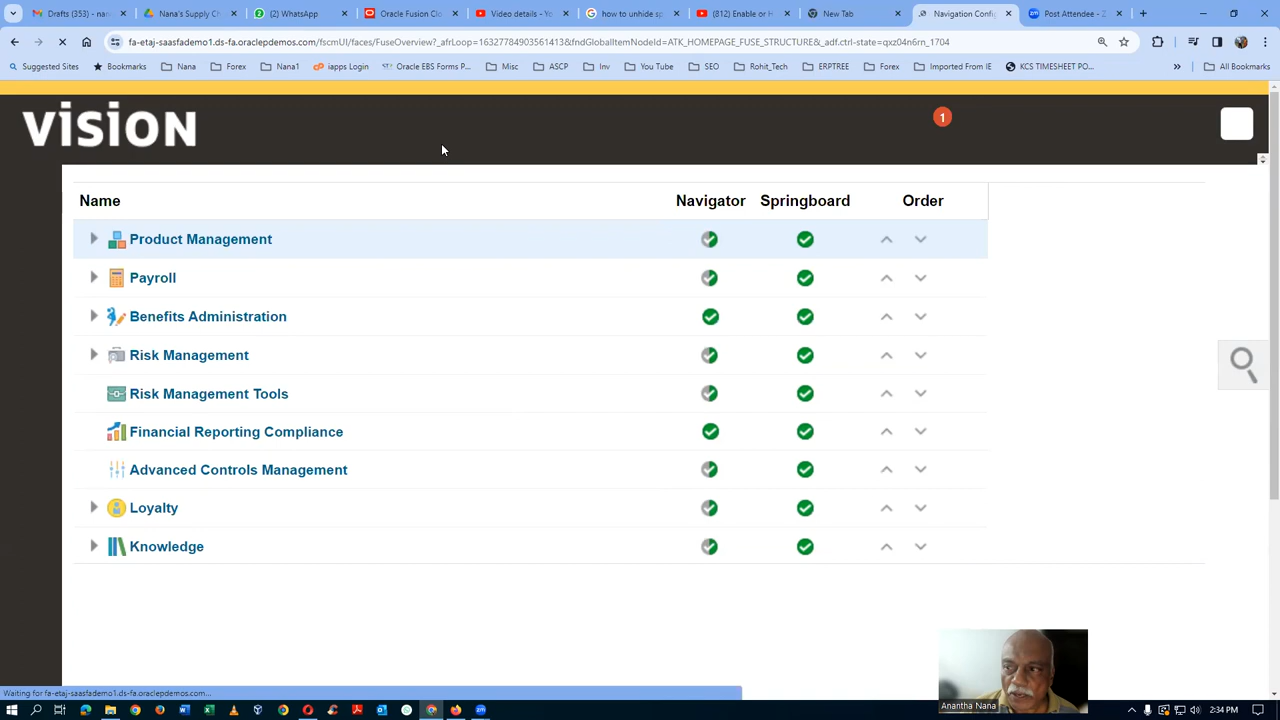 Drafts (353) - nana
Nana's Supply Ch
(2) WhatsApp
Oracle Fusion Clo
Video details - Yo
how to unhide sp
(812) Enable or H
New Tab
Navigation Config
Post Attendee - Z
fa-etaj-saasfademo1.ds-fa.oraclepdemos.com/fscmUI/faces/FuseOverview?_afrLoop=16327784903561413&fndGlobalItemNodeId=ATK_HOMEPAGE_FUSE_STRUCTURE&_adf.ctrl-state=qxz04n6rn_1704
Suggested Sites
Bookmarks
Nana
Forex
Nana1
iapps Login
Oracle EBS Forms P...
Misc
ASCP
Inv
You Tube
SEO
Rohit_Tech
ERPTREE
Forex
Imported From IE
KCS TIMESHEET PO...
»
All Bookmarks
vision
1
Name Navigator Springboard Order
Product Management
Payroll
Benefits Administration
Risk Management
Risk Management Tools
Financial Reporting Compliance
Advanced Controls Management
Loyalty
Knowledge
Anantha Nana
Waiting for fa-etaj-saasfademo1.ds-fa.oraclepdemos.com...
2:34 PM